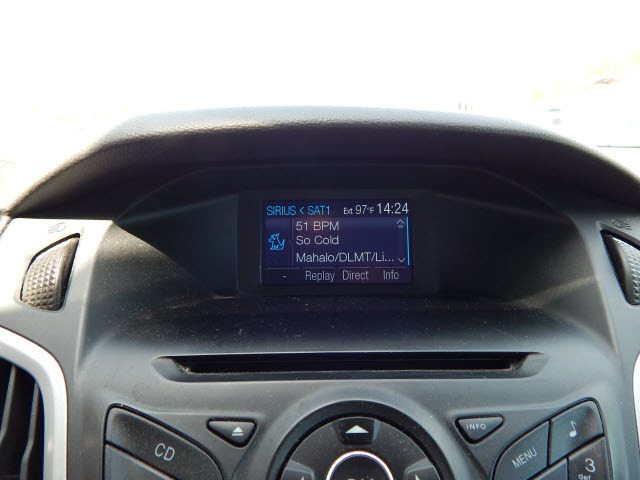 SIRIUS < SAT1 Ext 97°F 14:24
51 BPM
So Cold
Mahalo/DLMT/Li...
- Replay Direct Info
INFO
CD
MENU
3
def